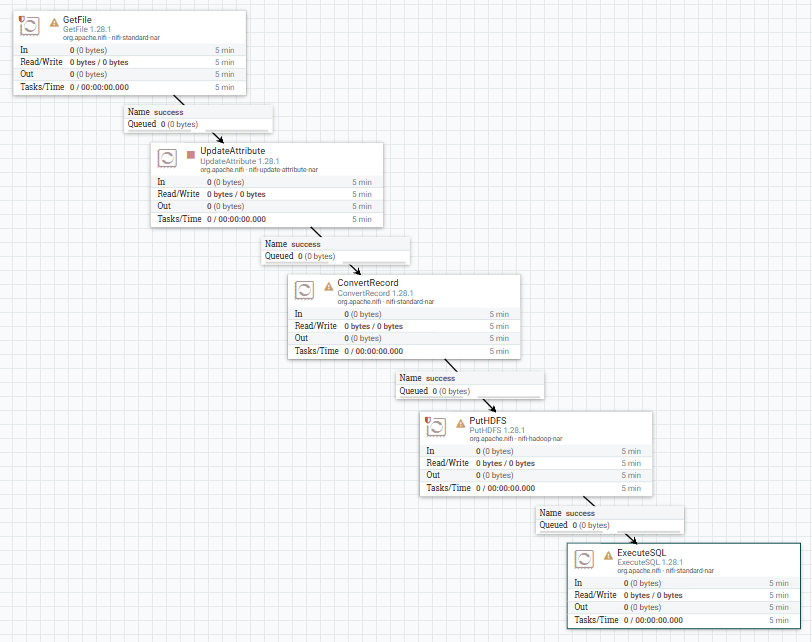 GetFile
GetFile 1.28.1
org.apache.nifi - nifi-standard-nar
In 0 (0 bytes) 5 min
Read/Write 0 bytes / 0 bytes 5 min
Out 0 (0 bytes) 5 min
Tasks/Time 0 / 00:00:00.000 5 min
Name success
Queued 0 (0 bytes)
UpdateAttribute
UpdateAttribute 1.28.1
org.apache.nifi - nifi-update-attribute-nar
In 0 (0 bytes) 5 min
Read/Write 0 bytes / 0 bytes 5 min
Out 0 (0 bytes) 5 min
Tasks/Time 0 / 00:00:00.000 5 min
Name success
Queued 0 (0 bytes)
ConvertRecord
ConvertRecord 1.28.1
org.apache.nifi - nifi-standard-nar
In 0 (0 bytes) 5 min
Read/Write 0 bytes / 0 bytes 5 min
Out 0 (0 bytes) 5 min
Tasks/Time 0 / 00:00:00.000 5 min
Name success
Queued 0 (0 bytes)
PutHDFS
PutHDFS 1.28.1
org.apache.nifi - nifi-hadoop-nar
In 0 (0 bytes) 5 min
Read/Write 0 bytes / 0 bytes 5 min
Out 0 (0 bytes) 5 min
Tasks/Time 0 / 00:00:00.000 5 min
Name success
Queued 0 (0 bytes)
ExecuteSQL
ExecuteSQL 1.28.1
org.apache.nifi - nifi-standard-nar
In 0 (0 bytes) 5 min
Read/Write 0 bytes / 0 bytes 5 min
Out 0 (0 bytes) 5 min
Tasks/Time 0 / 00:00:00.000 5 min